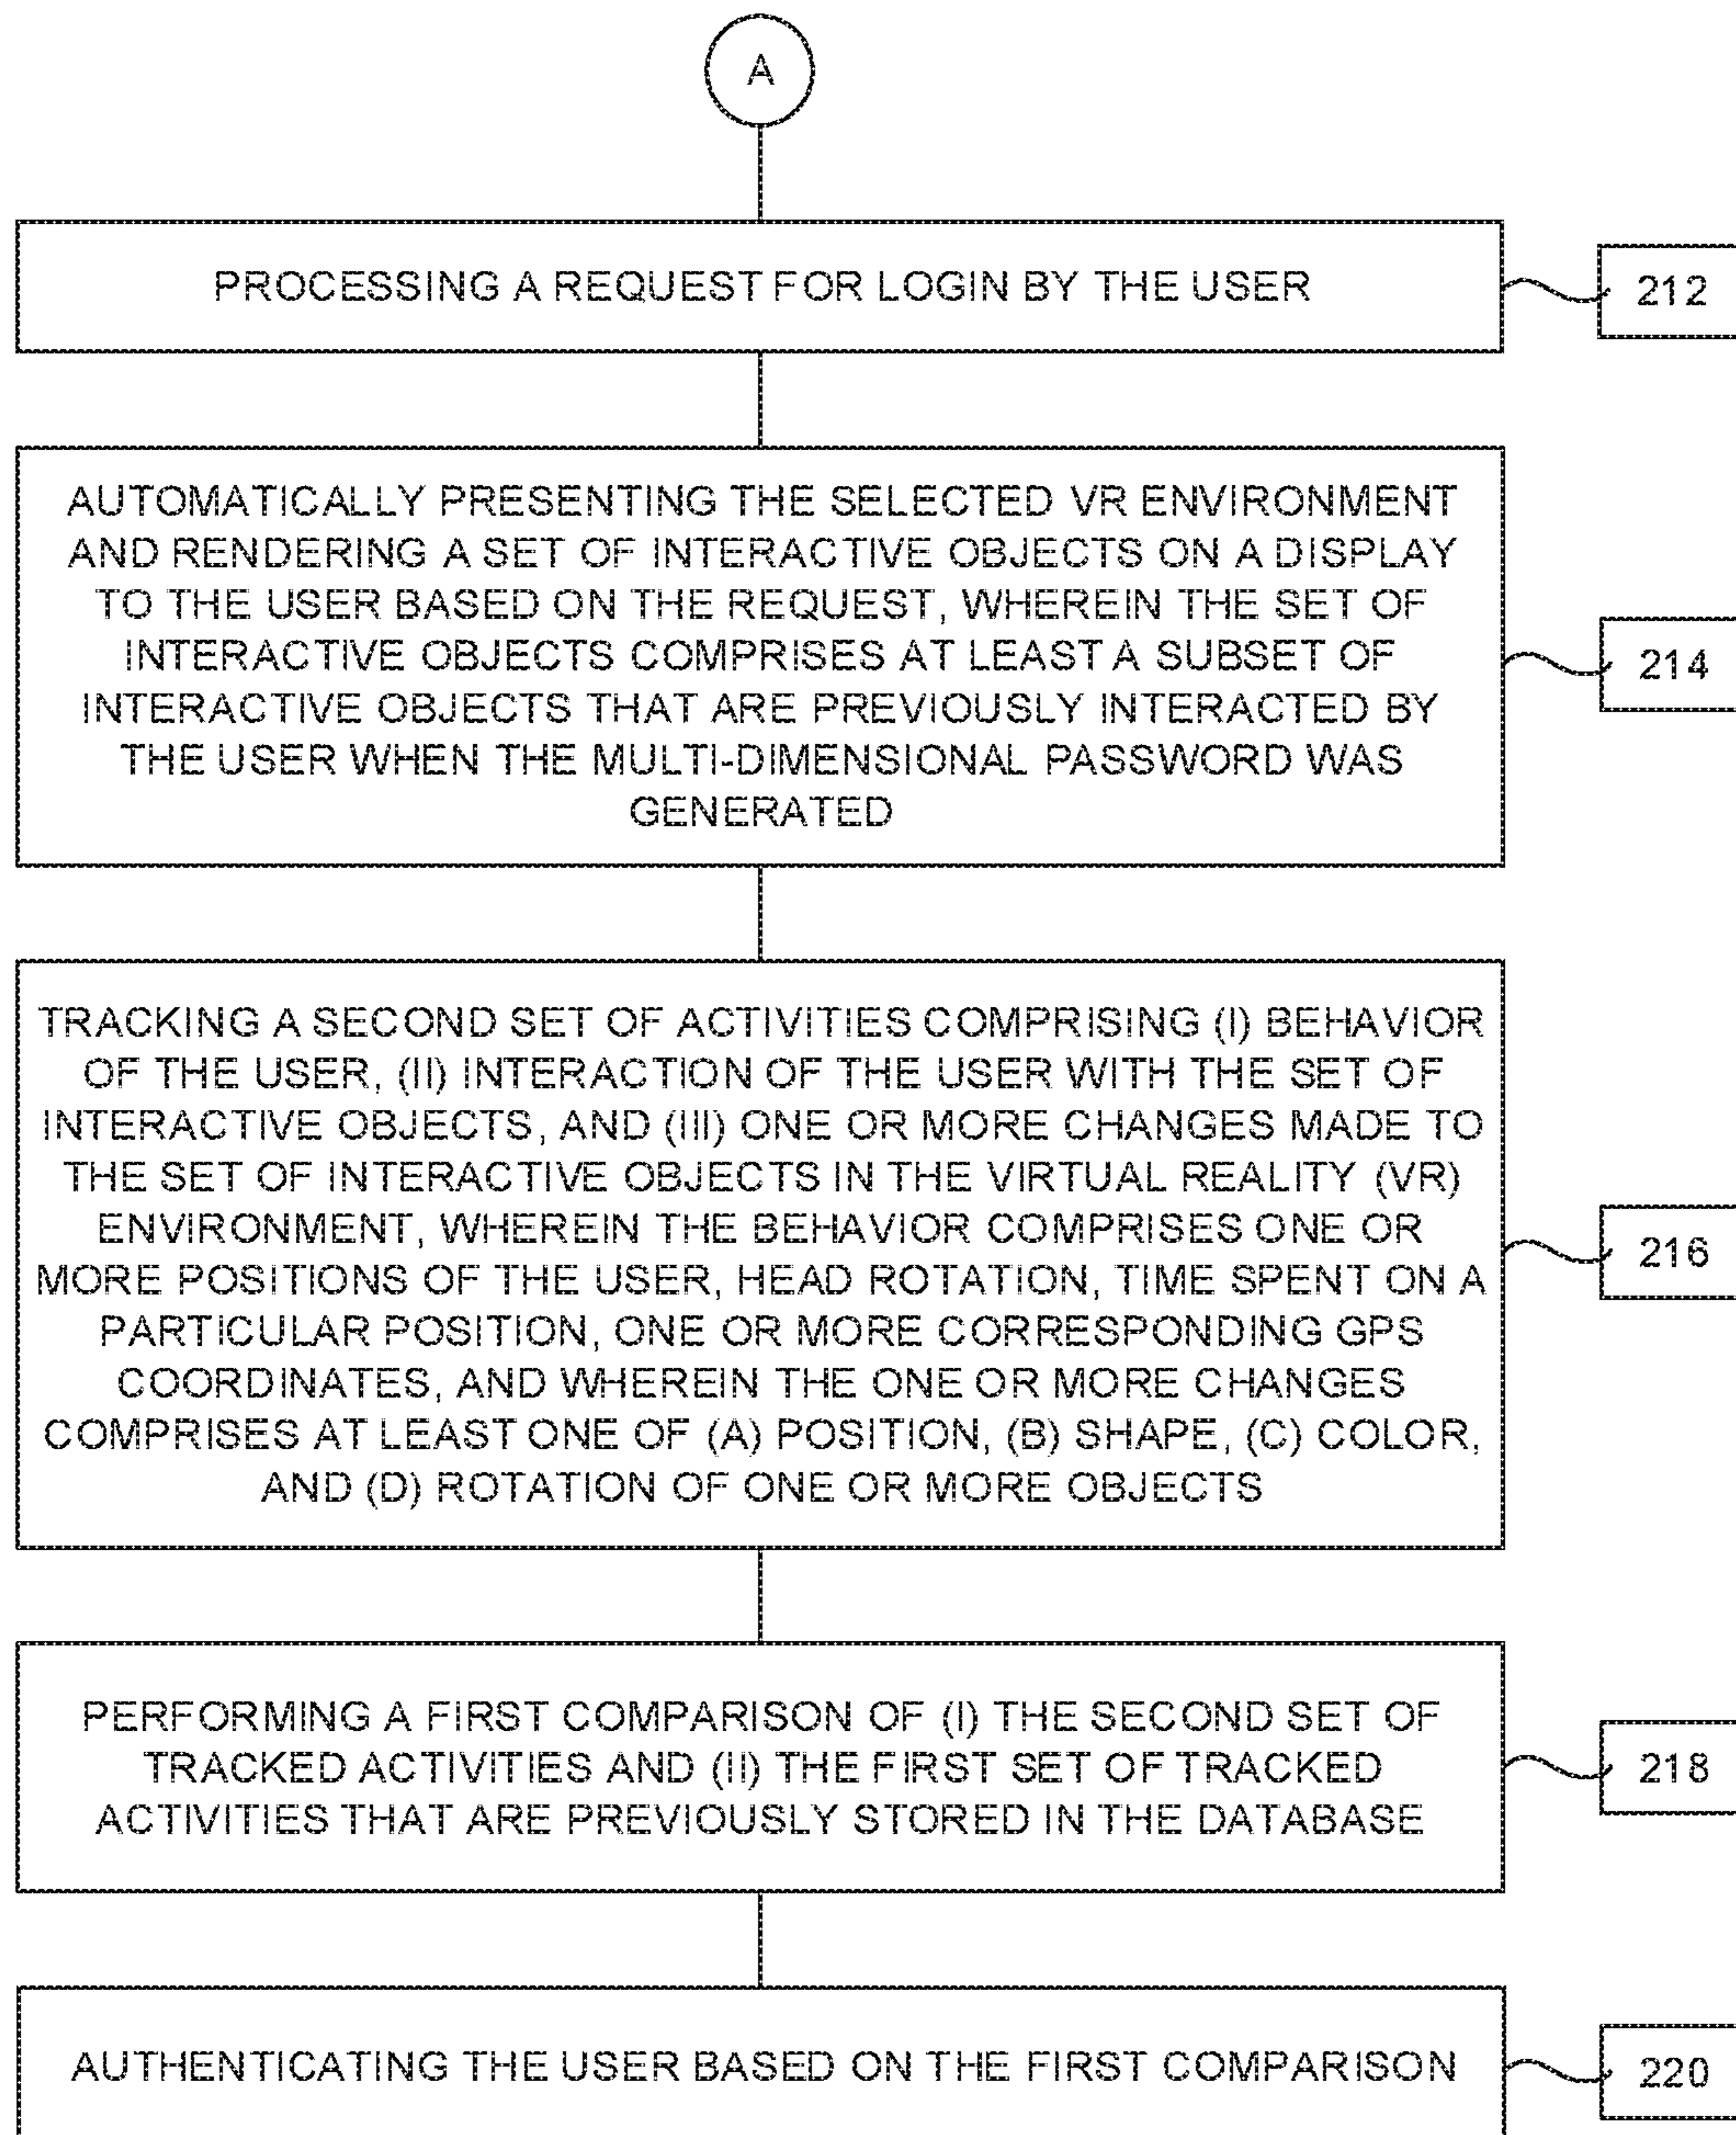 A
PROCESSING A REQUEST FOR LOGIN BY THE USER
212
AUTOMATICALLY PRESENTING THE SELECTED VR ENVIRONMENT
AND RENDERING A SET OF INTERACTIVE OBJECTS ON A DISPLAY
TO THE USER BASED ON THE REQUEST, WHEREIN THE SET OF
INTERACTIVE OBJECTS COMPRISES AT LEAST A SUBSET OF
INTERACTIVE OBJECTS THAT ARE PREVIOUSLY INTERACTED BY
THE USER WHEN THE MULTI-DIMENSIONAL PASSWORD WAS
GENERATED
214
TRACKING A SECOND SET OF ACTIVITIES COMPRISING (I) BEHAVIOR
OF THE USER, (II) INTERACTION OF THE USER WITH THE SET OF
INTERACTIVE OBJECTS, AND (III) ONE OR MORE CHANGES MADE TO
THE SET OF INTERACTIVE OBJECTS IN THE VIRTUAL REALITY (VR)
ENVIRONMENT, WHEREIN THE BEHAVIOR COMPRISES ONE OR
MORE POSITIONS OF THE USER, HEAD ROTATION, TIME SPENT ON A
PARTICULAR POSITION, ONE OR MORE CORRESPONDING GPS
COORDINATES, AND WHEREIN THE ONE OR MORE CHANGES
COMPRISES AT LEAST ONE OF (A) POSITION, (B) SHAPE, (C) COLOR,
AND (D) ROTATION OF ONE OR MORE OBJECTS
216
PERFORMING A FIRST COMPARISON OF (I) THE SECOND SET OF
TRACKED ACTIVITIES AND (II) THE FIRST SET OF TRACKED
ACTIVITIES THAT ARE PREVIOUSLY STORED IN THE DATABASE
218
AUTHENTICATING THE USER BASED ON THE FIRST COMPARISON
220